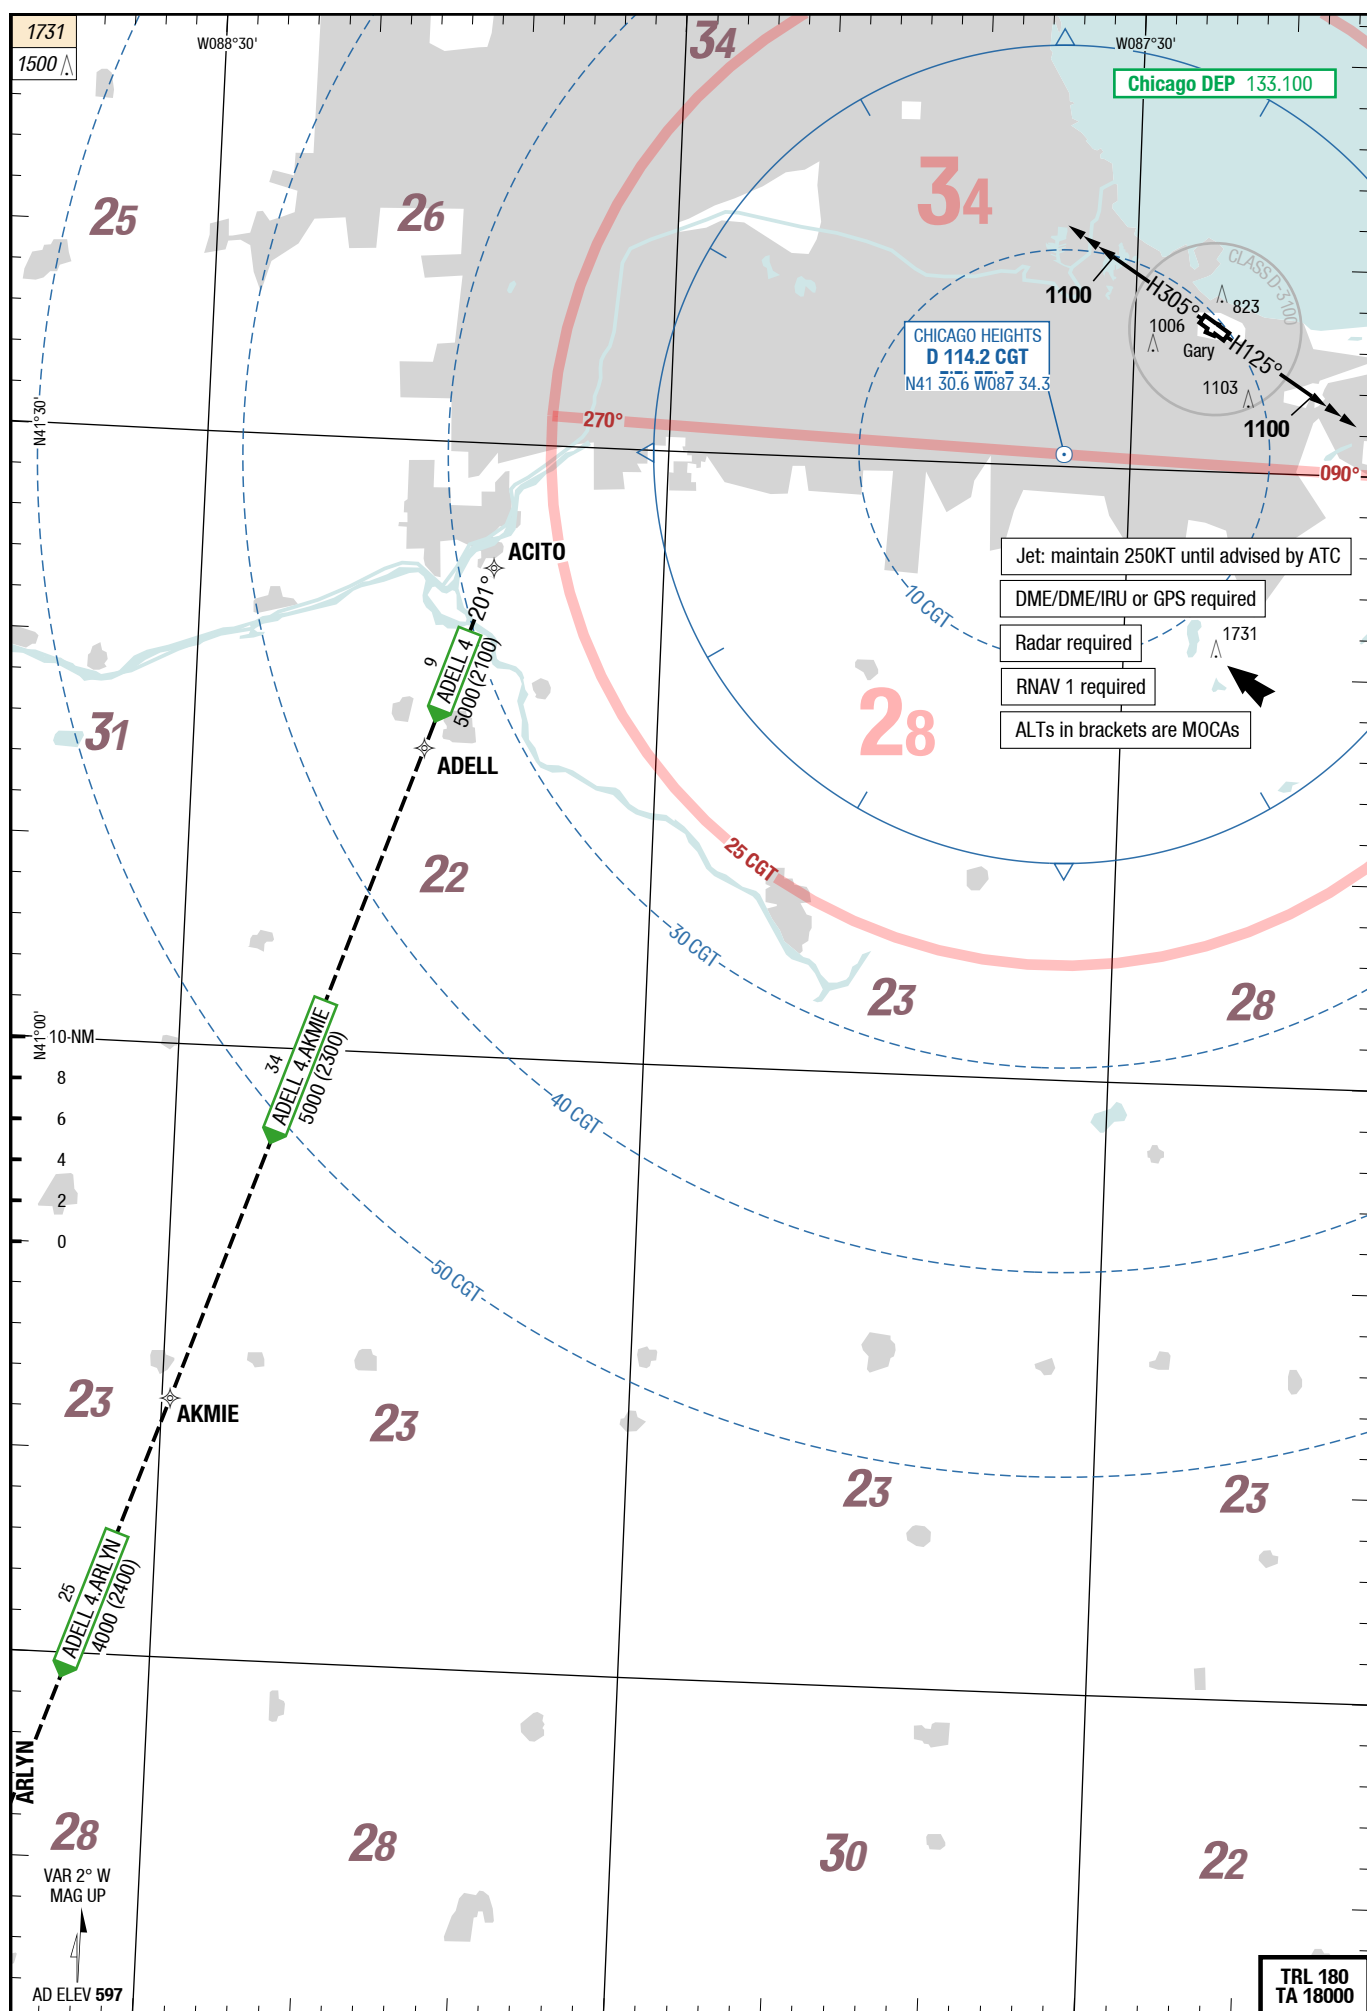 1731
1500
W088°30'
34
W087°30'
Chicago DEP 133.100
25
26
34
CLASS D-3100
1100
H305°
823
1006
Gary
H125°
1103
1100
CHICAGO HEIGHTS
D 114.2 CGT
N41 30.6 W087 34.3
N41°30'
270°
090°
ACITO
201°
Jet: maintain 250KT until advised by ATC
DME/DME/IRU or GPS required
10 CGT
Radar required
1731
RNAV 1 required
ALTs in brackets are MOCAs
9
ADELL 4
5000 (2100)
31
28
ADELL
22
25 CGT
30 CGT
23
28
N41°00'
10 NM
8
6
4
2
0
34
ADELL 4.AKMIE
5000 (2300)
40 CGT
50 CGT
23
AKMIE
23
23
23
25
ADELL 4.ARLYN
4000 (2400)
ARLYN
28
28
30
22
VAR 2° W
MAG UP
AD ELEV 597
TRL 180
TA 18000